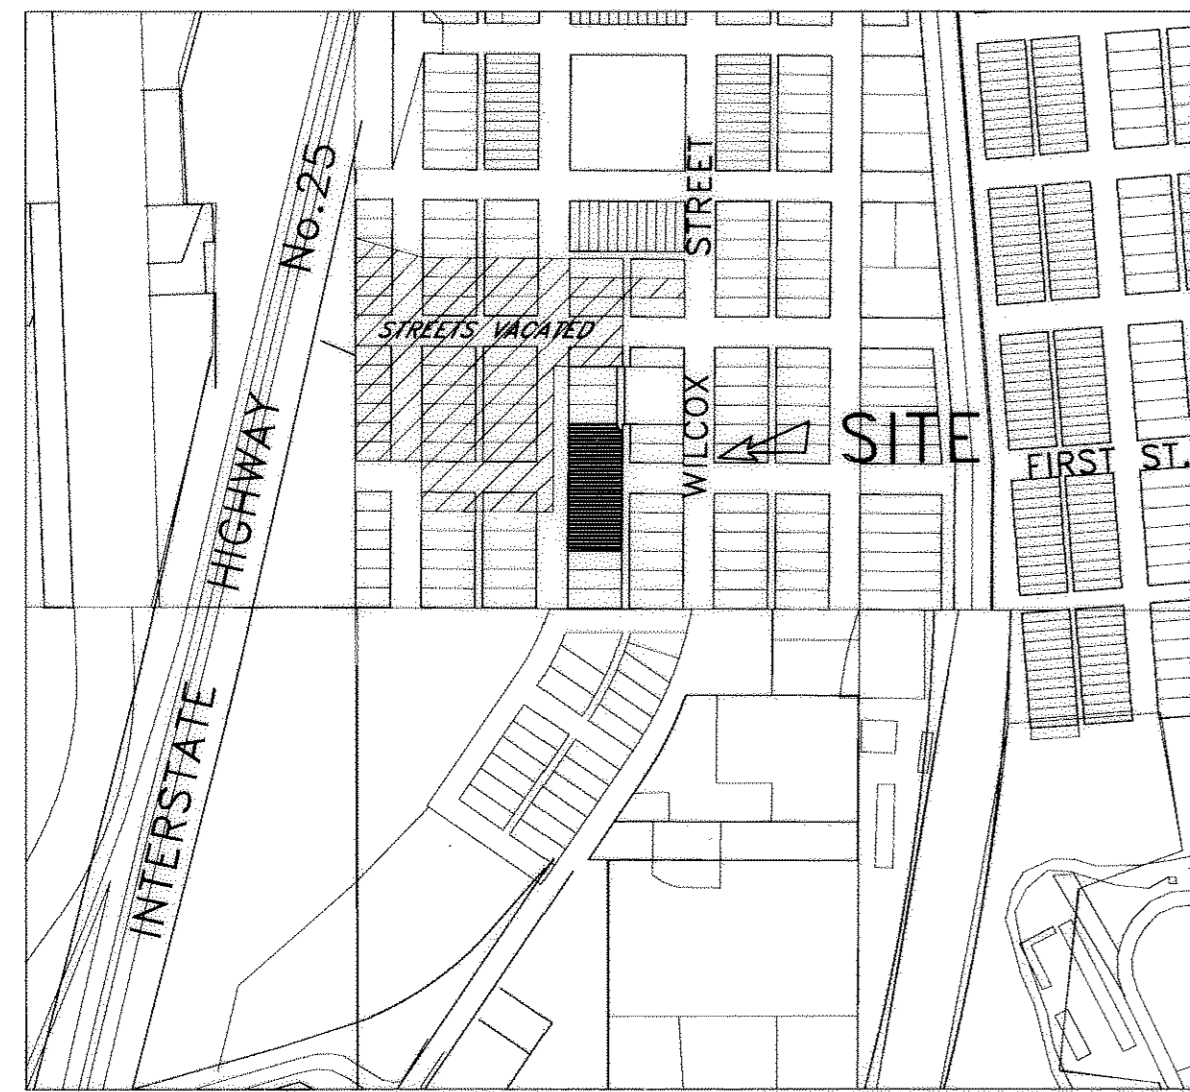 INTERSTATE HIGHWAY No.25
STREETS VACATED
WILCOX STREET
SITE
FIRST ST.